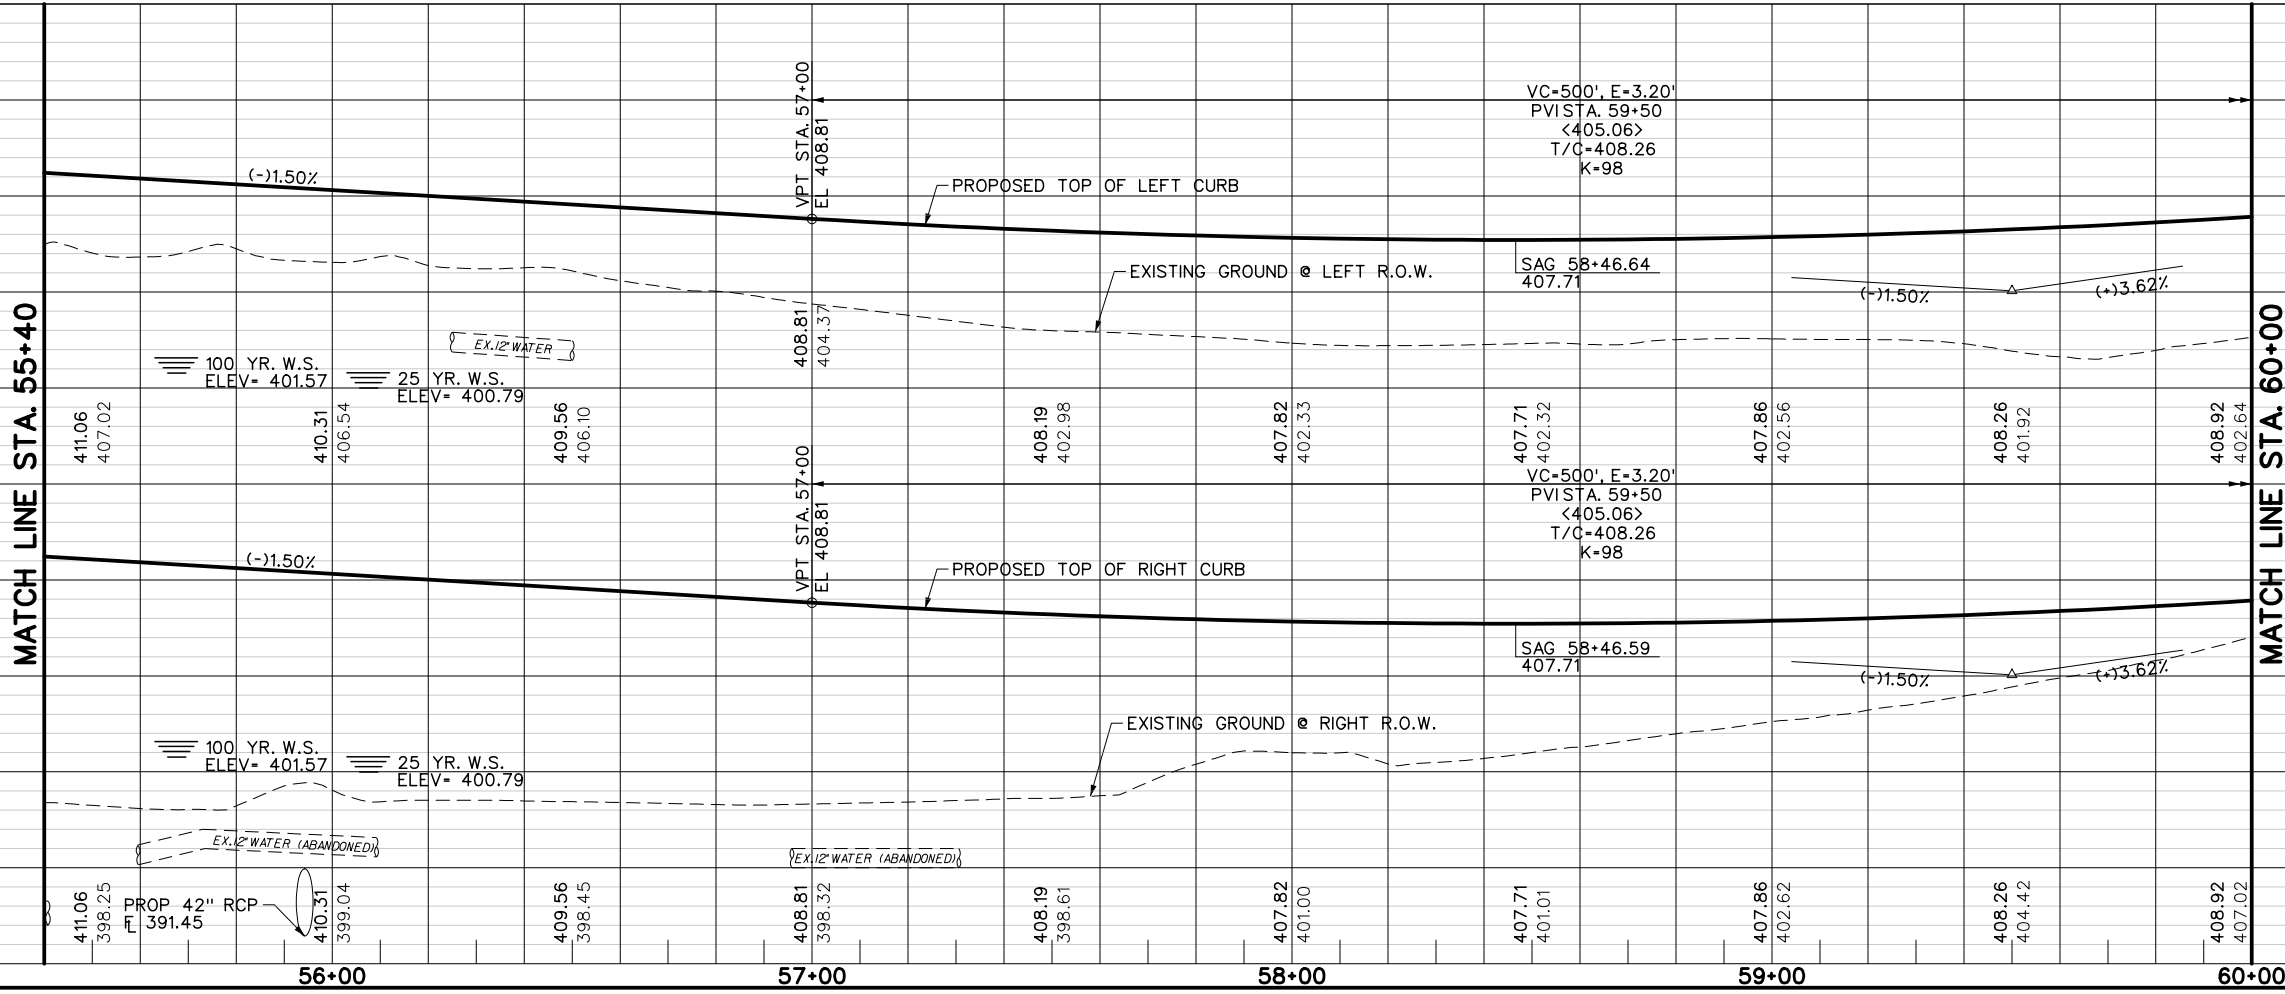 MATCH LINE STA. 55+40
MATCH LINE STA. 60+00
(-)1.50%
VPT STA. 57+00
EL 408.81
PROPOSED TOP OF LEFT CURB
VC=500', E=3.20'
PVI STA. 59+50
<405.06>
T/C=408.26
K=98
EXISTING GROUND @ LEFT R.O.W.
SAG 58+46.64
407.71
(-)1.50%
(+)3.62%
EX.12" WATER
100 YR. W.S.
ELEV= 401.57
25 YR. W.S.
ELEV= 400.79
411.06
407.02
410.31
406.54
409.56
406.10
408.81
404.37
408.19
402.98
407.82
402.33
407.71
402.32
407.86
402.56
408.26
401.92
408.92
402.64
(-)1.50%
VPT STA. 57+00
EL 408.81
PROPOSED TOP OF RIGHT CURB
VC=500', E=3.20'
PVI STA. 59+50
<405.06>
T/C=408.26
K=98
SAG 58+46.59
407.71
(-)1.50%
(+)3.62%
EXISTING GROUND @ RIGHT R.O.W.
100 YR. W.S.
ELEV= 401.57
25 YR. W.S.
ELEV= 400.79
EX.12" WATER (ABANDONED)
EX.12" WATER (ABANDONED)
PROP 42" RCP
FL 391.45
411.06
398.25
410.31
399.04
409.56
398.45
408.81
398.32
408.19
398.61
407.82
401.00
407.71
401.01
407.86
402.62
408.26
404.42
408.92
407.02
56+00
57+00
58+00
59+00
60+00